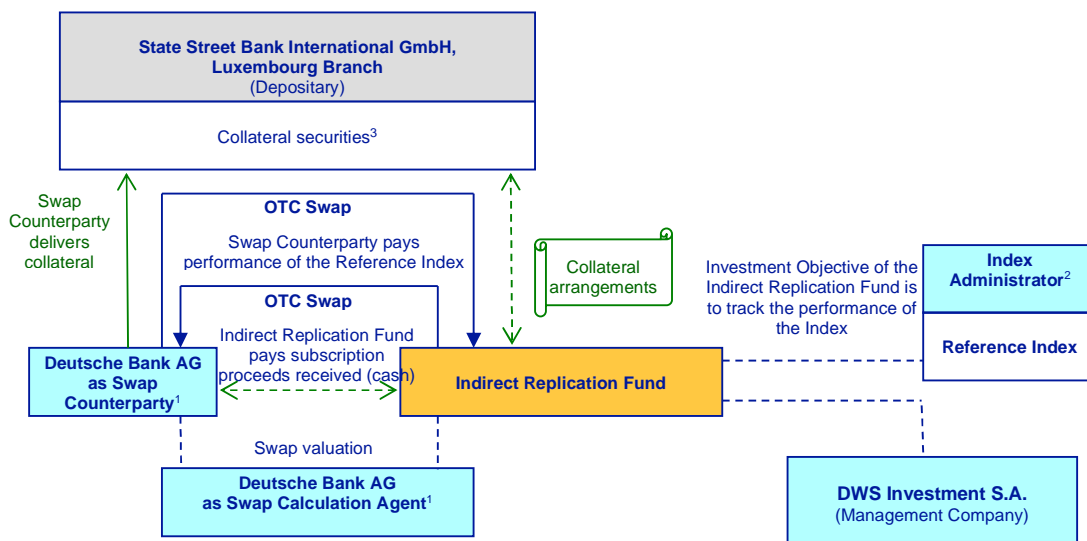 State Street Bank International GmbH,
Luxembourg Branch
(Depositary)
Collateral securities³
Swap
Counterparty
delivers
collateral
OTC Swap
Swap Counterparty pays
performance of the Reference Index
OTC Swap
Indirect Replication Fund
pays subscription
proceeds received (cash)
Collateral
arrangements
Investment Objective of the
Indirect Replication Fund is
to track the performance of
the Index
Index
Administrator²
Reference Index
Deutsche Bank AG
as Swap
Counterparty¹
Indirect Replication Fund
Swap valuation
Deutsche Bank AG
as Swap Calculation Agent¹
DWS Investment S.A.
(Management Company)